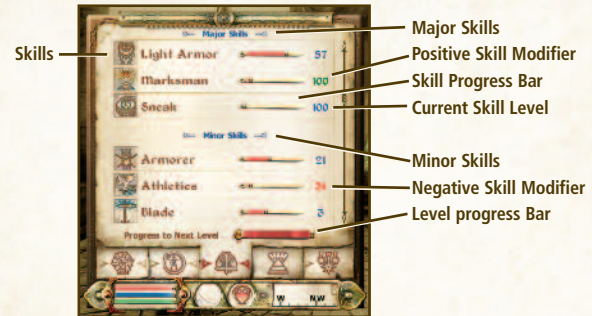 Major Skills
Light Armor 57
Marksman 100
Sneak 100
Minor Skills
Armorer 21
Athletics 24
Blade 3
Progress to Next Level
W NW
Skills
Major Skills
Positive Skill Modifier
Skill Progress Bar
Current Skill Level
Minor Skills
Negative Skill Modifier
Level progress Bar